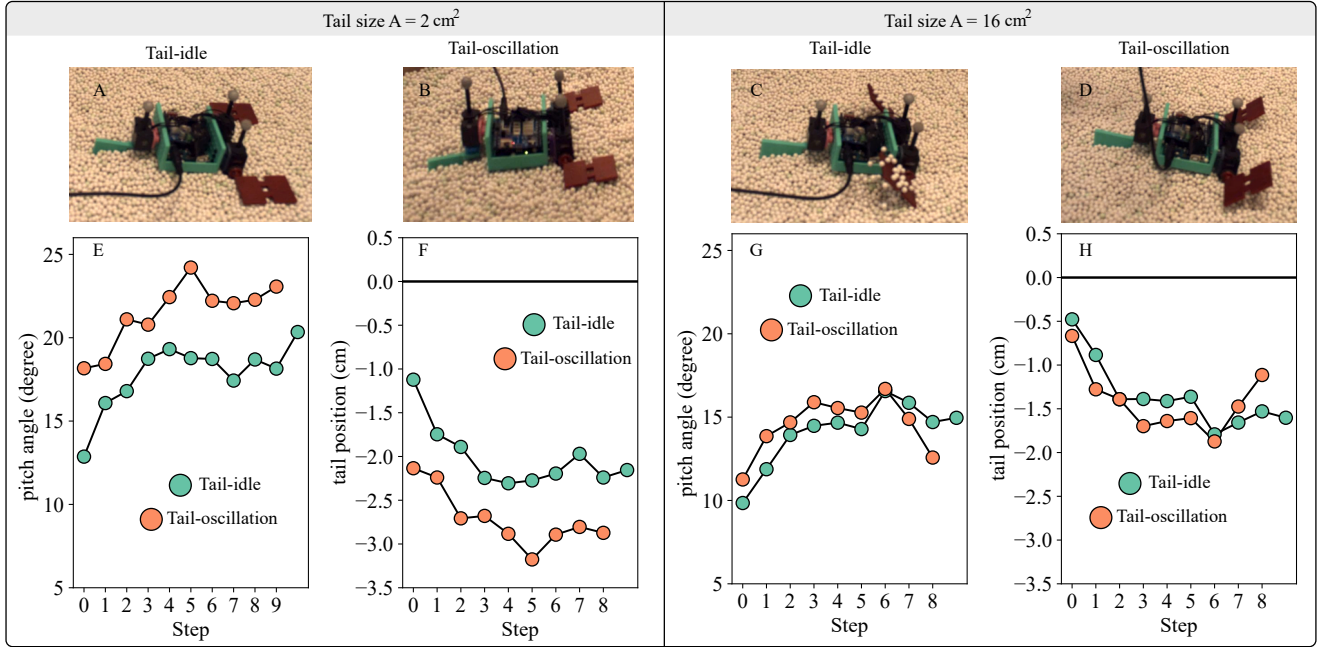 Tail size A = 2 cm²
Tail size A = 16 cm²
Tail-idle
Tail-oscillation
Tail-idle
Tail-oscillation
A
B
C
D
E
25
20
15
10
5
pitch angle (degree)
Tail-idle
Tail-oscillation
0 1 2 3 4 5 6 7 8 9
Step
F
0.5
0.0
−0.5
−1.0
−1.5
−2.0
−2.5
−3.0
−3.5
tail position (cm)
Tail-idle
Tail-oscillation
0 1 2 3 4 5 6 7 8
Step
G
25
20
15
10
5
pitch angle (degree)
Tail-idle
Tail-oscillation
0 1 2 3 4 5 6 7 8
Step
H
0.5
0.0
−0.5
−1.0
−1.5
−2.0
−2.5
−3.0
−3.5
tail position (cm)
Tail-idle
Tail-oscillation
0 1 2 3 4 5 6 7 8
Step